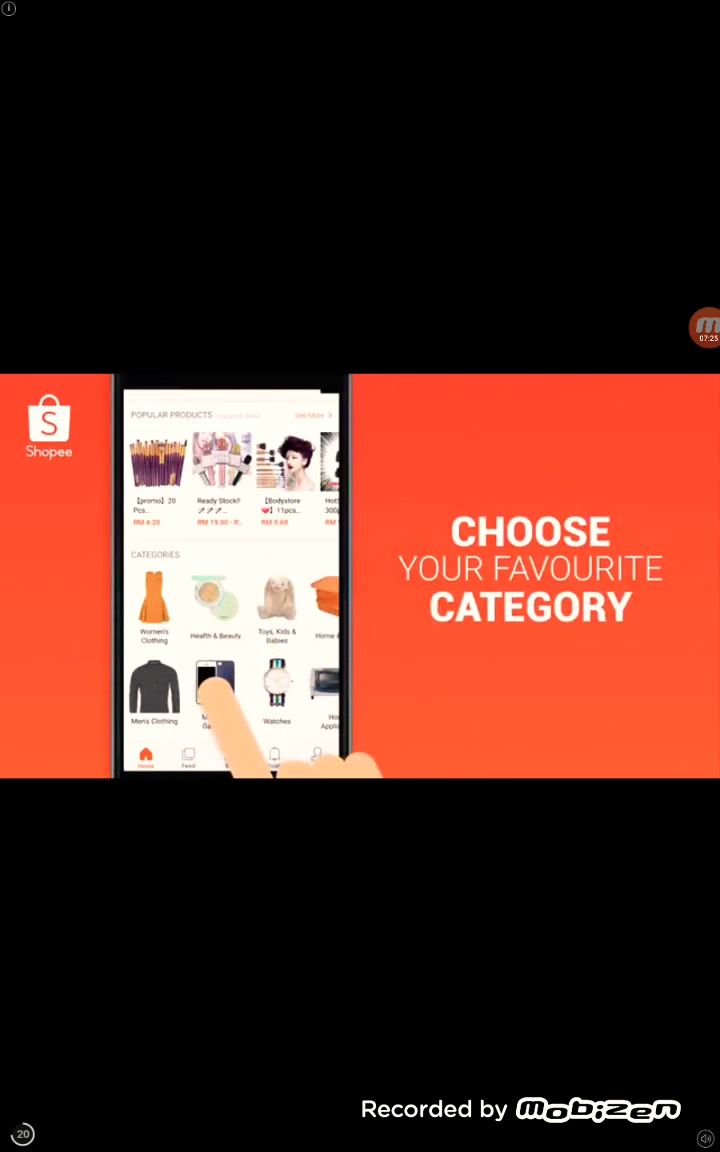 07:25
S
Shopee
POPULAR PRODUCTS
See More >
【promo】20
Pcs...
RM 4.20
Ready Stock!!
RM 19.00 - R...
【Bodystore
❤】11pcs...
RM 9.69
CATEGORIES
Women's
Clothing
Health & Beauty
Toys, Kids &
Babies
Home
Men's Clothing
Watches
Home
Feed
CHOOSE
YOUR FAVOURITE
CATEGORY
Recorded by mobizen
20